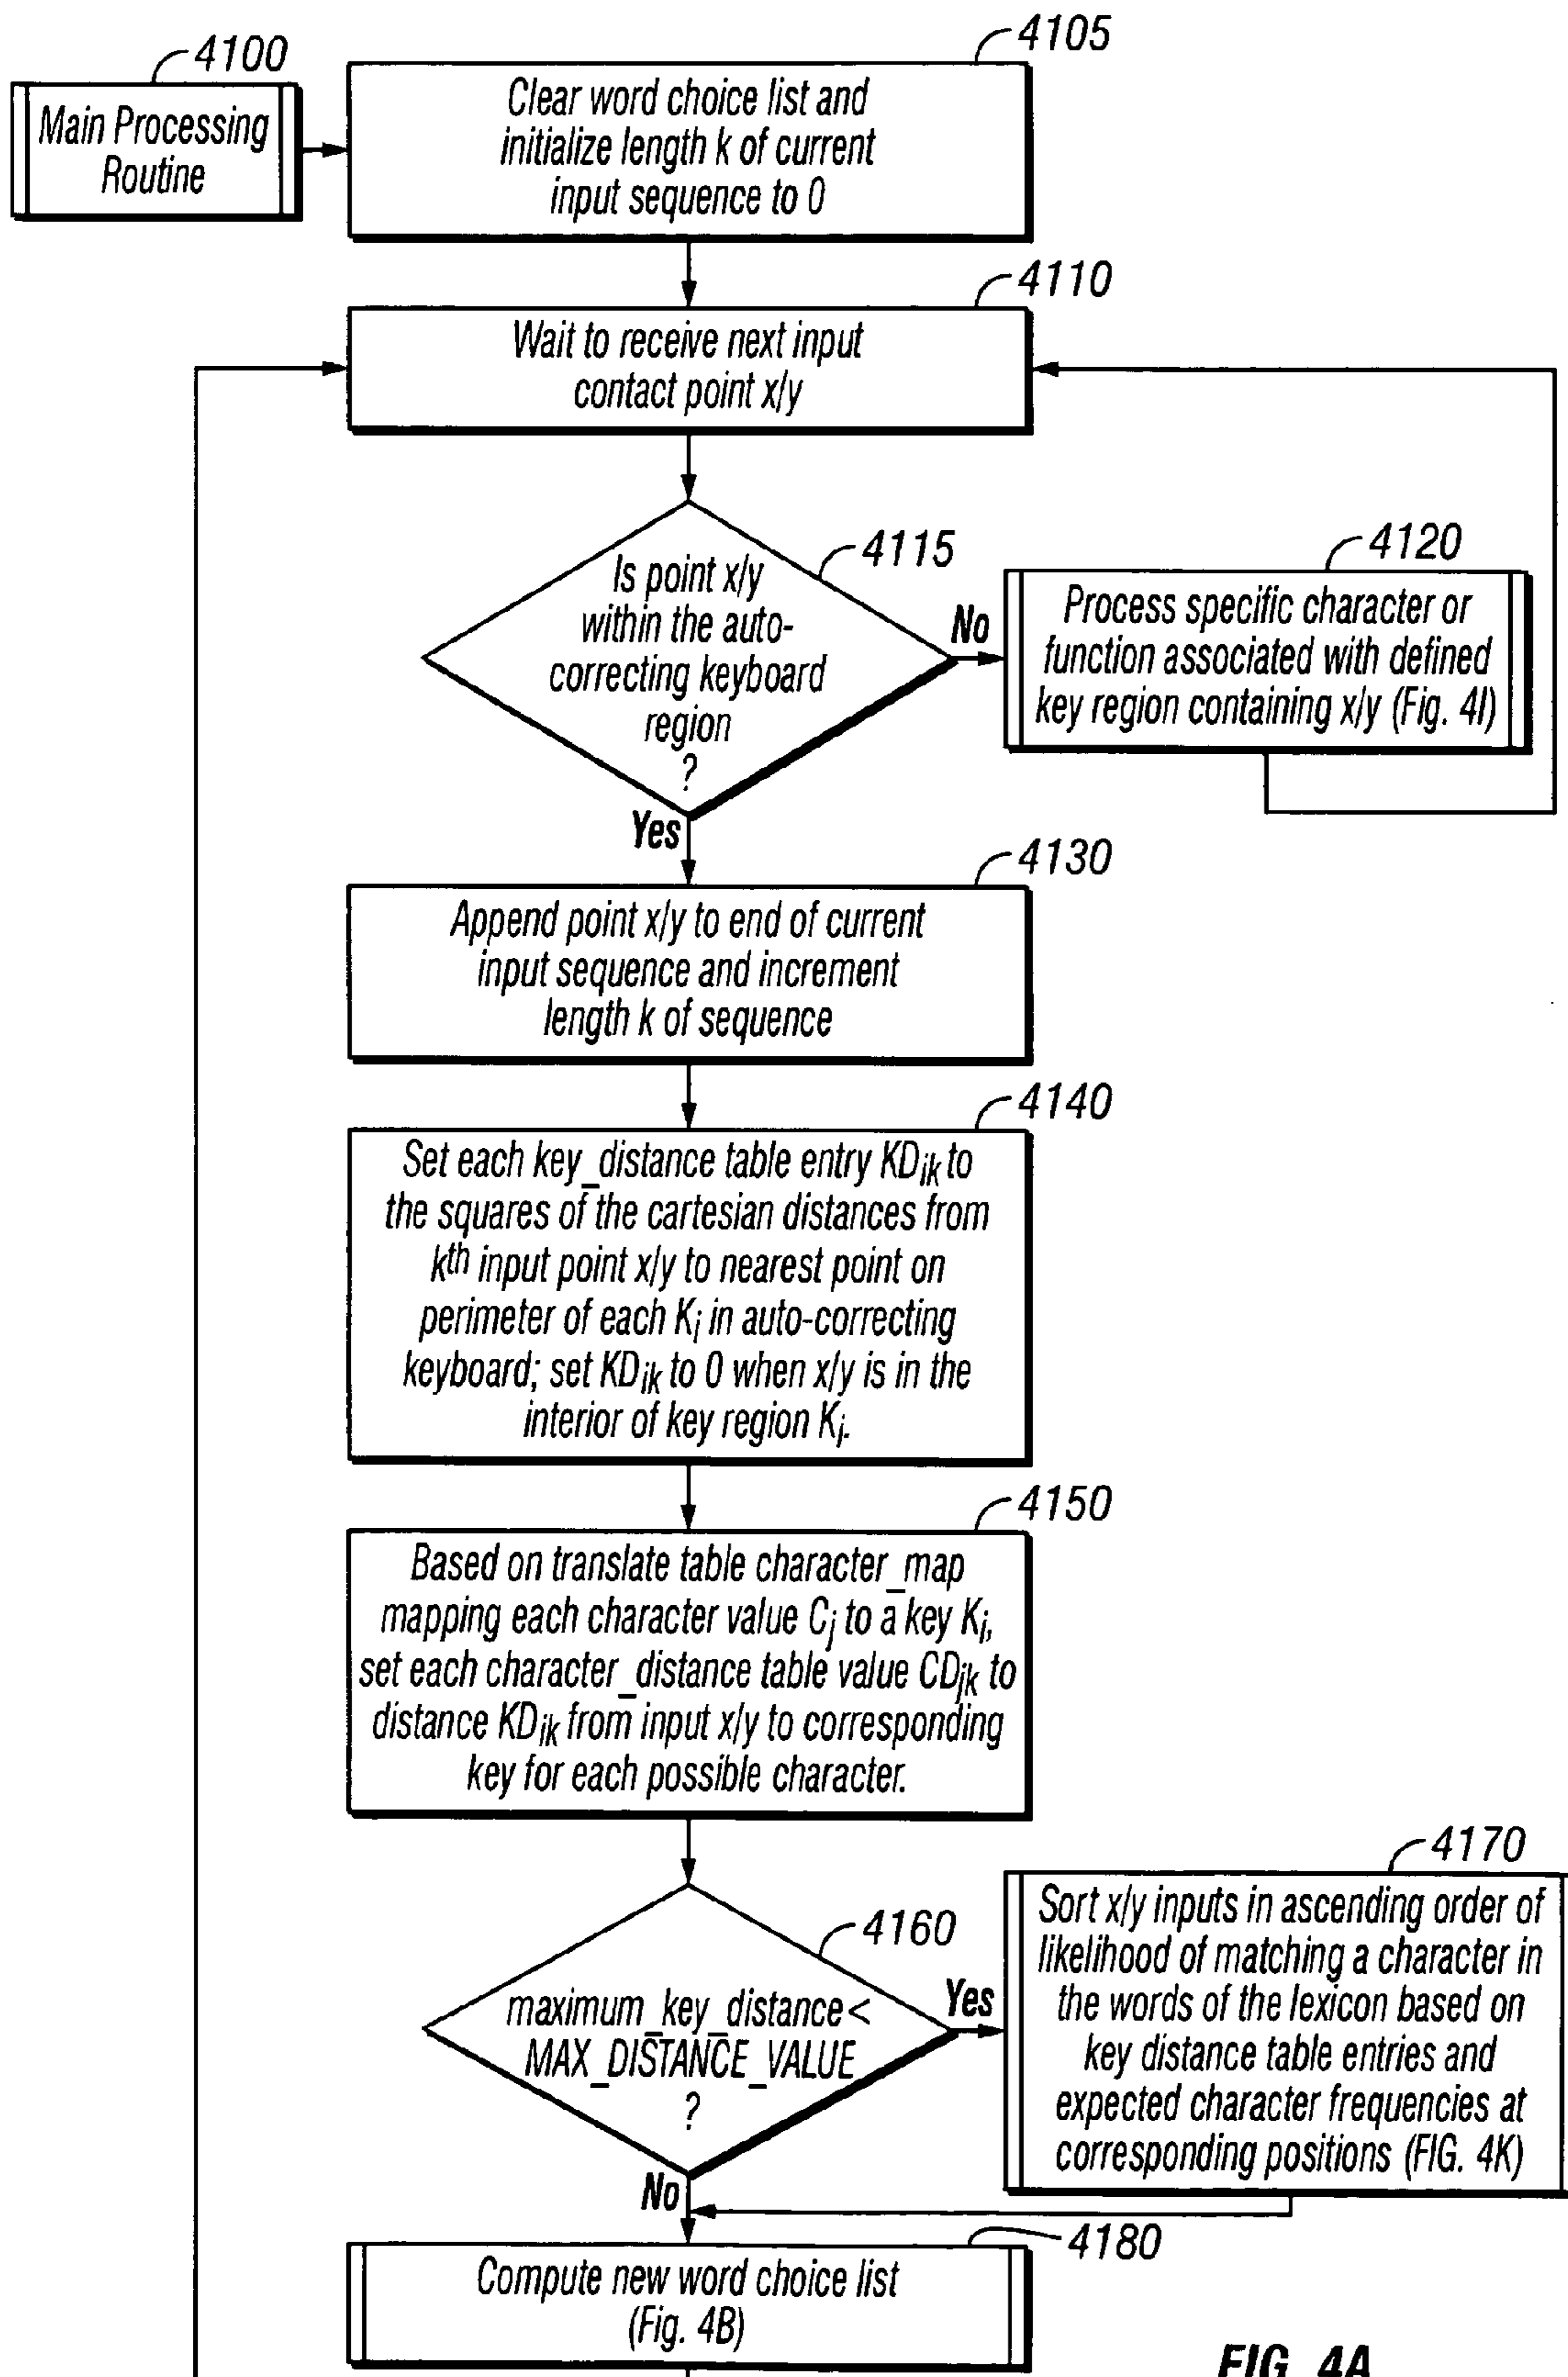 4100
Main Processing
Routine
4105
Clear word choice list and
initialize length k of current
input sequence to 0
4110
Wait to receive next input
contact point x/y
4115
Is point x/y
within the auto-
correcting keyboard
region
?
No
Yes
4120
Process specific character or
function associated with defined
key region containing x/y (Fig. 4I)
4130
Append point x/y to end of current
input sequence and increment
length k of sequence
4140
Set each key_distance table entry KDik to
the squares of the cartesian distances from
kth input point x/y to nearest point on
perimeter of each Ki in auto-correcting
keyboard; set KDik to 0 when x/y is in the
interior of key region Ki.
4150
Based on translate table character_map
mapping each character value Cj to a key Ki,
set each character_distance table value CDjk to
distance KDik from input x/y to corresponding
key for each possible character.
4160
maximum_key_distance<
MAX_DISTANCE_VALUE
?
Yes
No
4170
Sort x/y inputs in ascending order of
likelihood of matching a character in
the words of the lexicon based on
key distance table entries and
expected character frequencies at
corresponding positions (FIG. 4K)
4180
Compute new word choice list
(Fig. 4B)
FIG. 4A